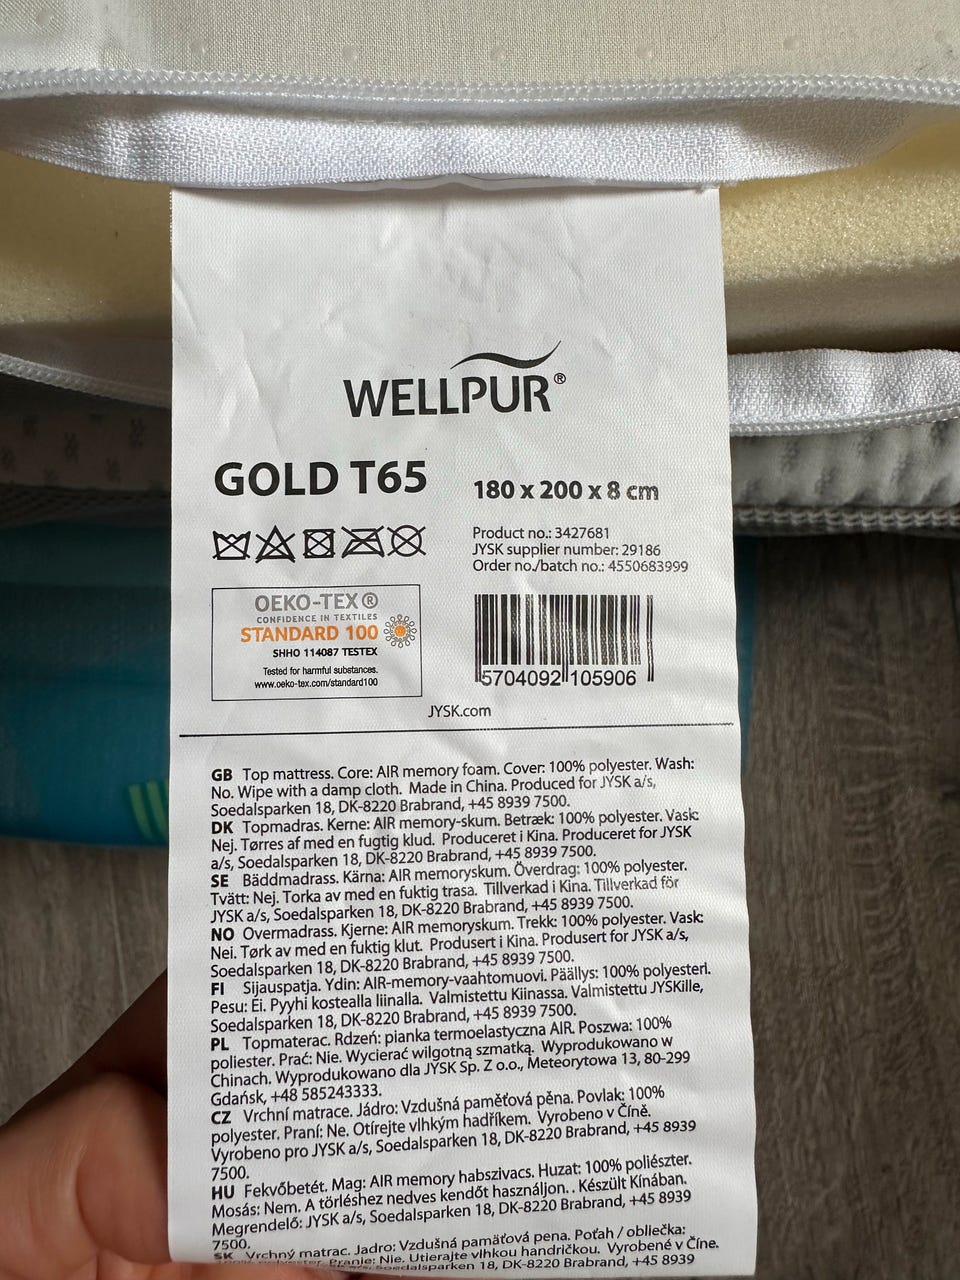 WELLPUR®
GOLD T65
180 x 200 x 8 cm
Product no.: 3427681
JYSK supplier number: 29186
Order no./batch no.: 4550683999
OEKO-TEX®
CONFIDENCE IN TEXTILES
STANDARD 100
SHHO 114087 TESTEX
Tested for harmful substances.
www.oeko-tex.com/standard100
5704092 105906
JYSK.com
GB Top mattress. Core: AIR memory foam. Cover: 100% polyester. Wash:
No. Wipe with a damp cloth. Made in China. Produced for JYSK a/s,
Soedalsparken 18, DK-8220 Brabrand, +45 8939 7500.
DK Topmadras. Kerne: AIR memory-skum. Betræk: 100% polyester. Vask:
Nej. Tørres af med en fugtig klud. Produceret i Kina. Produceret for JYSK
a/s, Soedalsparken 18, DK-8220 Brabrand, +45 8939 7500.
SE Bäddmadrass. Kärna: AIR memoryskum. Överdrag: 100% polyester.
Tvätt: Nej. Torka av med en fuktig trasa. Tillverkad i Kina. Tillverkad för
JYSK a/s, Soedalsparken 18, DK-8220 Brabrand, +45 8939 7500.
NO Overmadrass. Kjerne: AIR memoryskum. Trekk: 100% polyester. Vask:
Nei. Tørk av med en fuktig klut. Produsert i Kina. Produsert for JYSK a/s,
Soedalsparken 18, DK-8220 Brabrand, +45 8939 7500.
FI Sijauspatja. Ydin: AIR-memory-vaahtomuovi. Päällys: 100% polyesteri.
Pesu: Ei. Pyyhi kostealla liinalla. Valmistettu Kiinassa. Valmistettu JYSKille,
Soedalsparken 18, DK-8220 Brabrand, +45 8939 7500.
PL Topmaterac. Rdzeń: pianka termoelastyczna AIR. Poszwa: 100%
poliester. Prać: Nie. Wycierać wilgotną szmatką. Wyprodukowano w
Chinach. Wyprodukowano dla JYSK Sp. Z o.o., Meteorytowa 13, 80-299
Gdańsk, +48 585243333.
CZ Vrchní matrace. Jádro: Vzdušná paměťová pěna. Povlak: 100%
polyester. Praní: Ne. Otírejte vlhkým hadříkem. Vyrobeno v Číně.
Vyrobeno pro JYSK a/s, Soedalsparken 18, DK-8220 Brabrand, +45 8939
7500.
HU Fekvőbetét. Mag: AIR memory habszivacs. Huzat: 100% poliészter.
Mosás: Nem. A törléshez nedves kendőt használjon.. Készült Kínában.
Megrendelő: JYSK a/s, Soedalsparken 18, DK-8220 Brabrand, +45 8939
7500.
SK Vrchný matrac. Jadro: Vzdušná pamäťová pena. Poťah / obliečka:
100% polyester. Pranie: Nie. Utierajte vlhkou handričkou. Vyrobené v Číne.
Soedalsparken 18, DK-8220 Brabrand, +45 8939